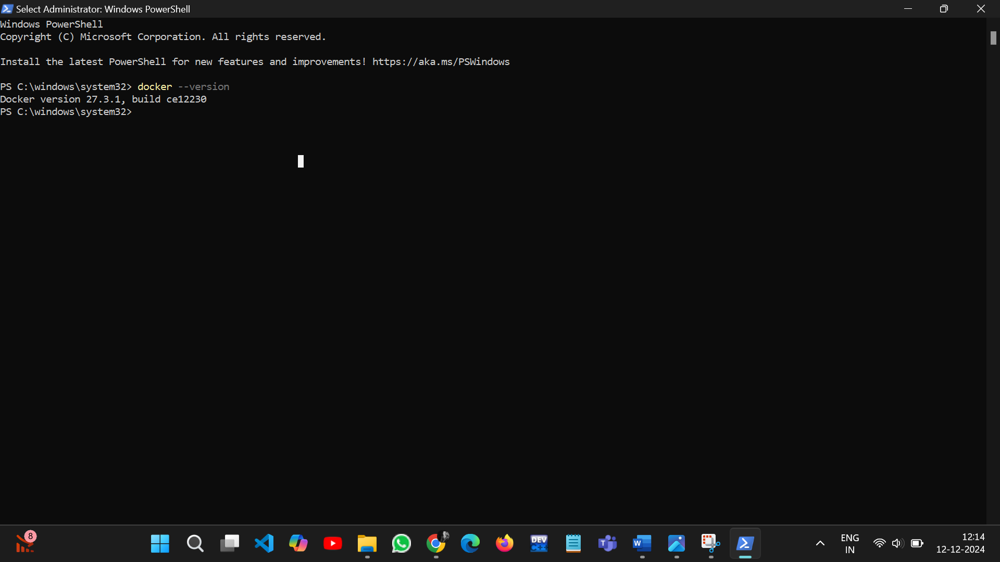 Select Administrator: Windows PowerShell
Windows PowerShell
Copyright (C) Microsoft Corporation. All rights reserved.
Install the latest PowerShell for new features and improvements! https://aka.ms/PSWindows
PS C:\windows\system32> docker --version
Docker version 27.3.1, build ce12230
PS C:\windows\system32>
8
DEV
C++
T
W
ENG
IN
12:14
12-12-2024